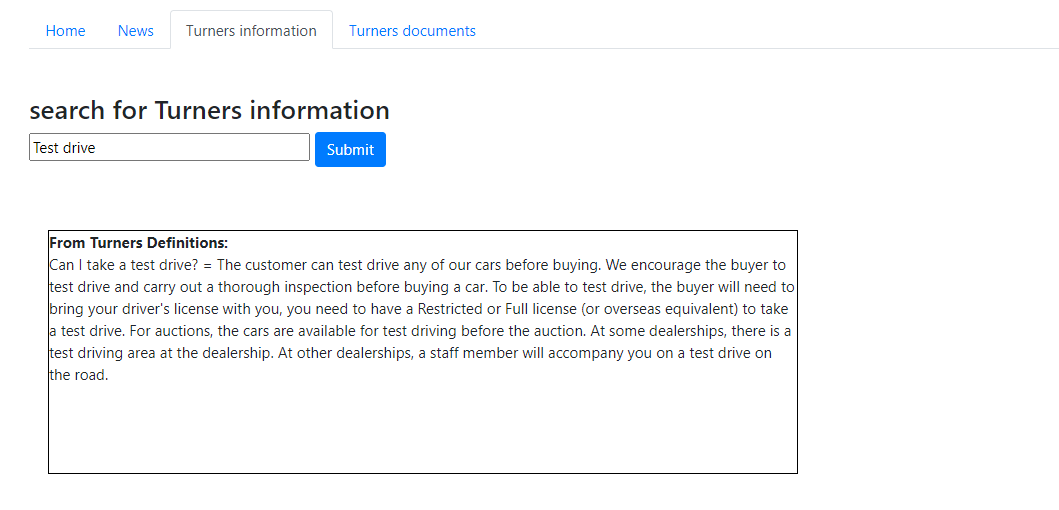 Home News Turners information Turners documents
search for Turners information
Test drive Submit
From Turners Definitions:
Can I take a test drive? = The customer can test drive any of our cars before buying. We encourage the buyer to
test drive and carry out a thorough inspection before buying a car. To be able to test drive, the buyer will need to
bring your driver's license with you, you need to have a Restricted or Full license (or overseas equivalent) to take
a test drive. For auctions, the cars are available for test driving before the auction. At some dealerships, there is a
test driving area at the dealership. At other dealerships, a staff member will accompany you on a test drive on
the road.